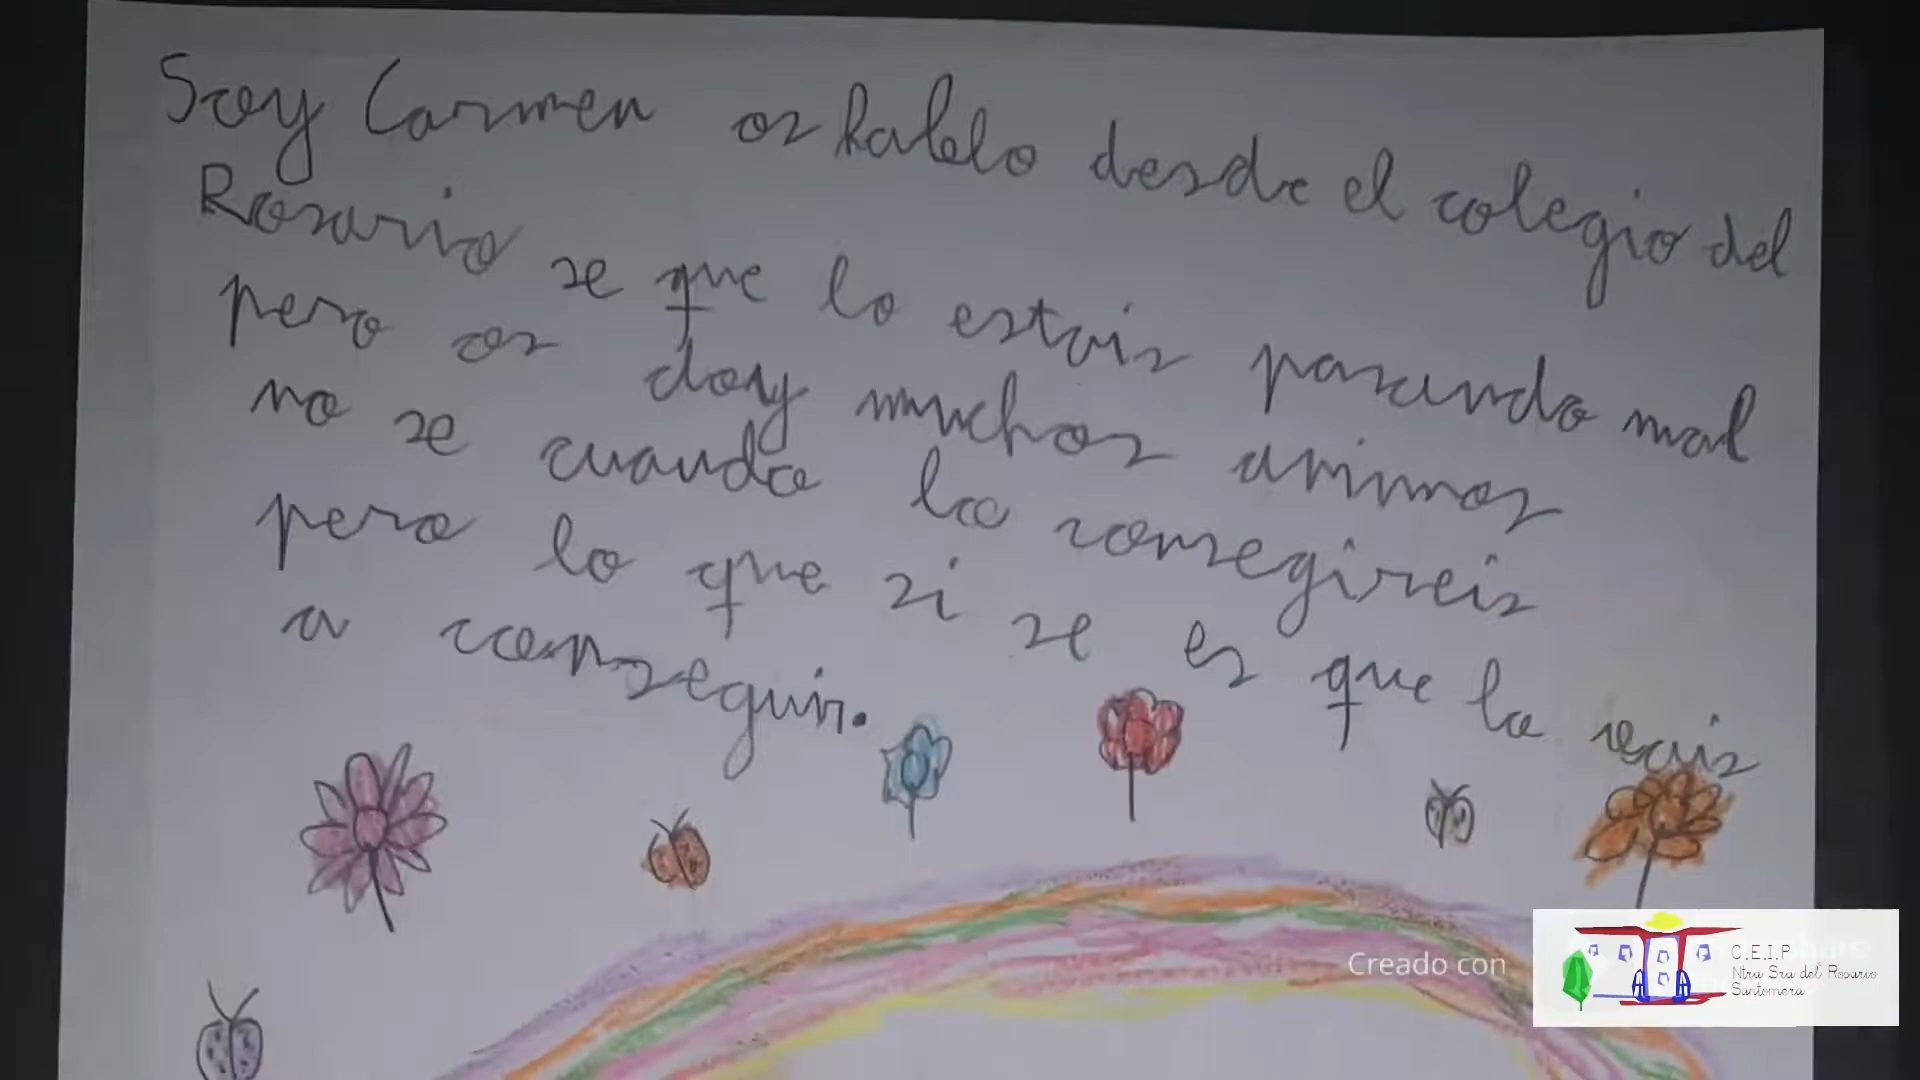 Soy Carmen os hablo desde el colegio del
Rosario se que lo estais pasando mal
pero os doy muchos animos
no se cuando lo consegireis
pero lo que si se es que lo vais
a conseguir.
Creado con
C.E.I.P
Ntra Sra del Rosario
Santomera